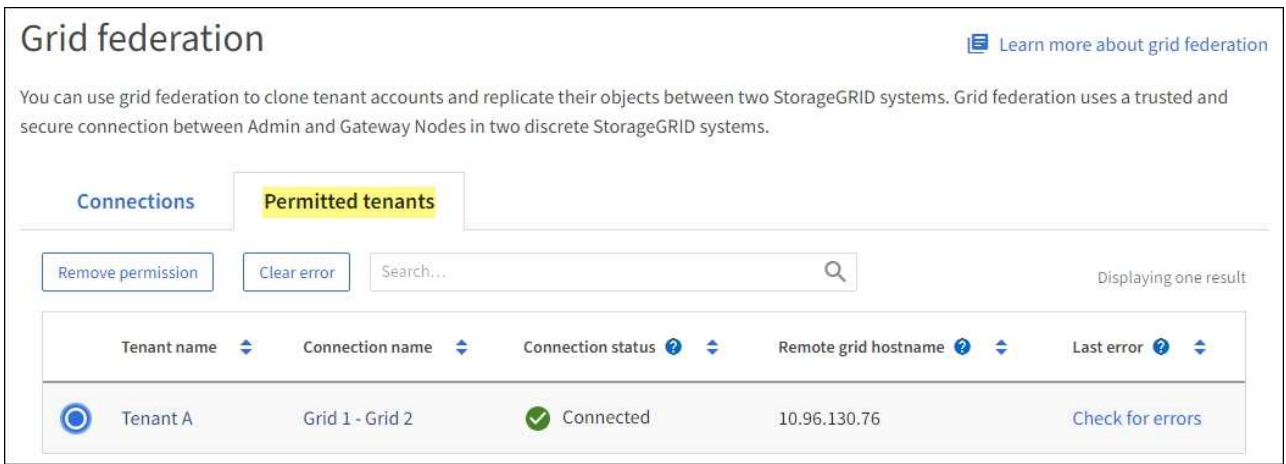 Grid federation
Learn more about grid federation
You can use grid federation to clone tenant accounts and replicate their objects between two StorageGRID systems. Grid federation uses a trusted and
secure connection between Admin and Gateway Nodes in two discrete StorageGRID systems.
Connections Permitted tenants
Remove permission Clear error Search... Displaying one result
Tenant name Connection name Connection status Remote grid hostname Last error
Tenant A Grid 1 - Grid 2 Connected 10.96.130.76 Check for errors